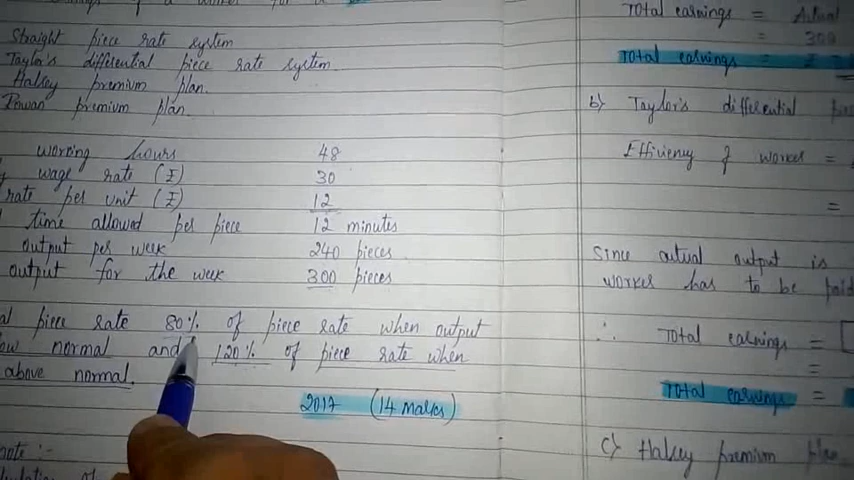 Straight piece rate system
Taylor's differential piece rate system
Halsey premium plan.
Rowan premium plan.
working hours 48
wage rate (₹) 30
rate per unit (₹) 12
time allowed per piece 12 minutes
output per week 240 pieces
output for the week 300 pieces
piece rate 80% of piece rate when output
normal and 120% of piece rate when
above normal.
2017 (14 marks)
note :-
of
Total earnings = Actual
= 300
Total earnings =
b) Taylor's differential
Efficiency of worker =
=
Since actual output is
worker has to be paid
∴ Total earnings =
=
Total earnings =
c) Halsey premium plan